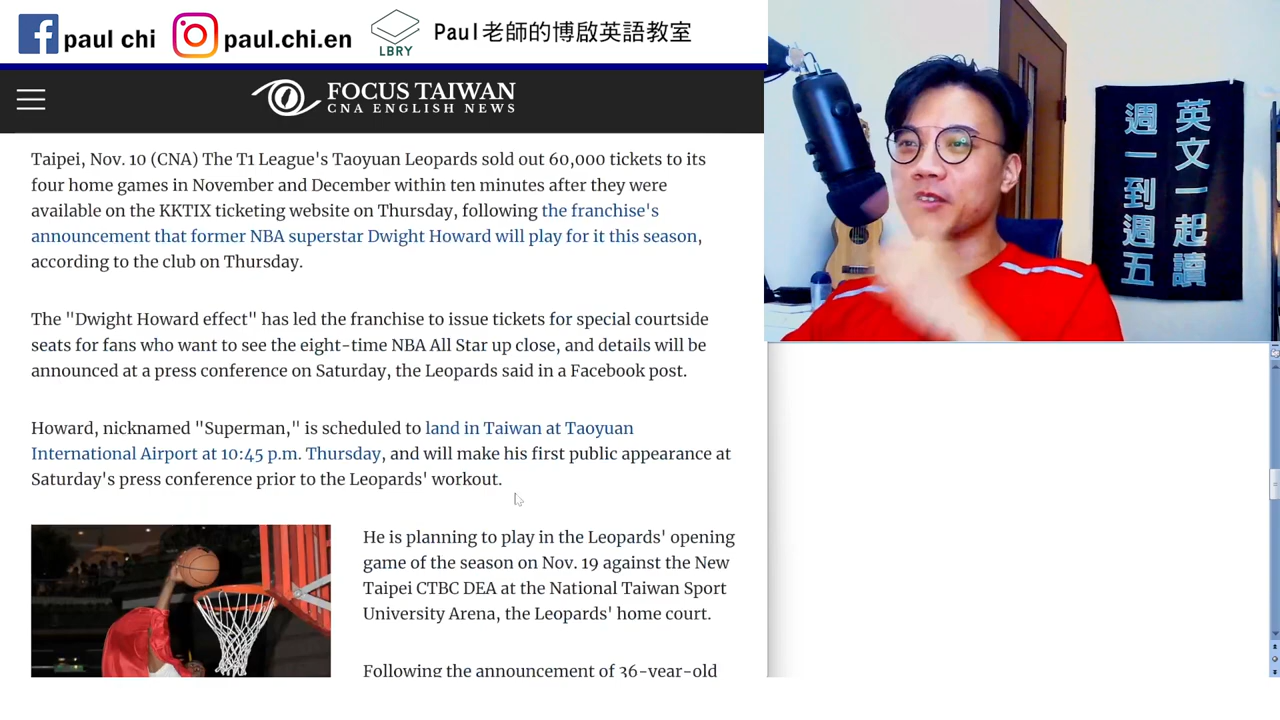 paul chi
paul.chi.en
LBRY
Paul老師的博啟英語教室
FOCUS TAIWAN
CNA ENGLISH NEWS
Taipei, Nov. 10 (CNA) The T1 League's Taoyuan Leopards sold out 60,000 tickets to its
four home games in November and December within ten minutes after they were
available on the KKTIX ticketing website on Thursday, following the franchise's
announcement that former NBA superstar Dwight Howard will play for it this season,
according to the club on Thursday.
The "Dwight Howard effect" has led the franchise to issue tickets for special courtside
seats for fans who want to see the eight-time NBA All Star up close, and details will be
announced at a press conference on Saturday, the Leopards said in a Facebook post.
Howard, nicknamed "Superman," is scheduled to land in Taiwan at Taoyuan
International Airport at 10:45 p.m. Thursday, and will make his first public appearance at
Saturday's press conference prior to the Leopards' workout.
He is planning to play in the Leopards' opening
game of the season on Nov. 19 against the New
Taipei CTBC DEA at the National Taiwan Sport
University Arena, the Leopards' home court.
Following the announcement of 36-year-old
英文一起讀
週一到週五